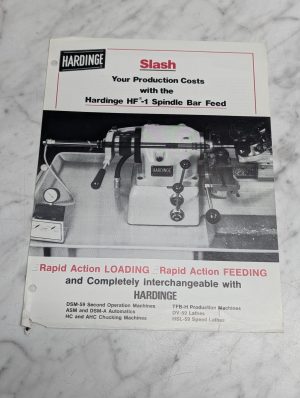 HARDINGE
Slash
Your Production Costs
with the
Hardinge HF™-1 Spindle Bar Feed
HARDINGE
Rapid Action LOADING Rapid Action FEEDING
and Completely Interchangeable with
HARDINGE
DSM-59 Second Operation Machines
ASM and DSM-A Automatics
HC and AHC Chucking Machines
TFB-H Production Machines
DV-59 Lathes
HSL-59 Speed Lathes